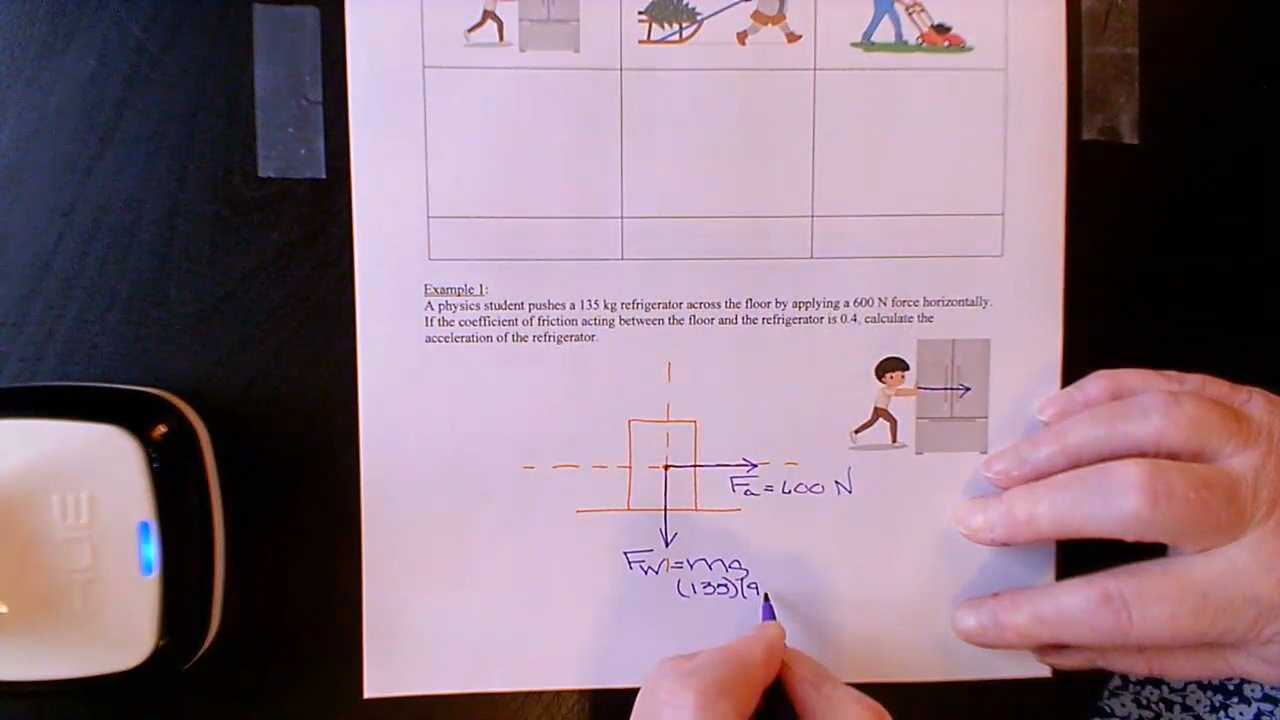 Example 1:
A physics student pushes a 135 kg refrigerator across the floor by applying a 600 N force horizontally.
If the coefficient of friction acting between the floor and the refrigerator is 0.4, calculate the
acceleration of the refrigerator.
Fa = 600 N
Fw = mg
(135)(9